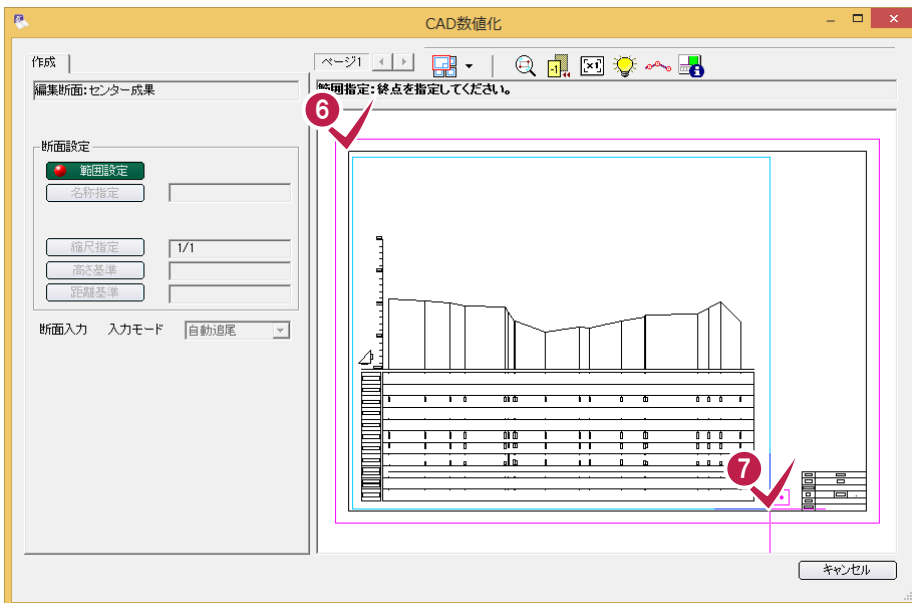 CAD数値化
作成
ページ1
編集断面:センター成果
範囲指定:終点を指定してください。
6
断面設定
範囲設定
名称指定
縮尺指定
1/1
高さ基準
距離基準
断面入力 入力モード 自動追尾
7
キャンセル